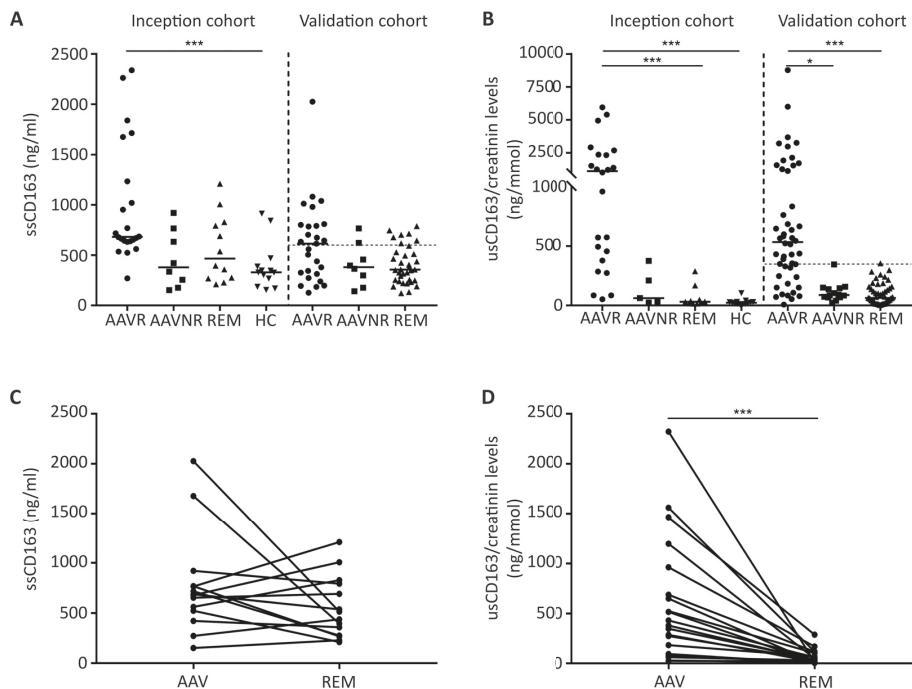 A
Inception cohort
Validation cohort
***
ssCD163 (ng/ml)
2500
2000
1500
1000
500
0
AAVR AAVNR REM HC AAVR AAVNR REM
B
Inception cohort
Validation cohort
***
***
***
*
usCD163/creatinin levels
(ng/mmol)
10000
7500
5000
2500
1000
500
0
AAVR AAVNR REM HC AAVR AAVNR REM
C
ssCD163 (ng/ml)
2500
2000
1500
1000
500
0
AAV REM
D
***
usCD163/creatinin levels
(ng/mmol)
2500
2000
1500
1000
500
0
AAV REM